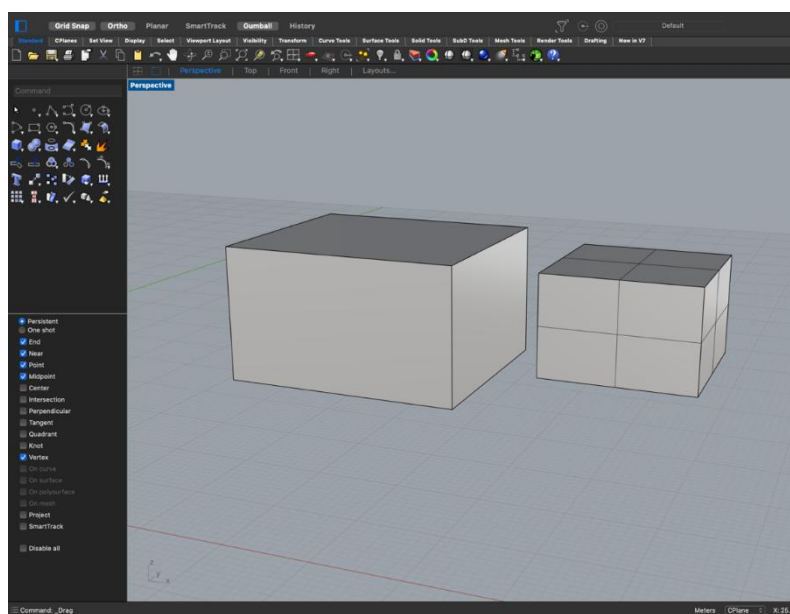 Grid Snap Ortho Planar SmartTrack Gumball History Default
Standard CPlanes Set View Display Select Viewport Layout Visibility Transform Curve Tools Surface Tools Solid Tools SubD Tools Mesh Tools Render Tools Drafting New in V7
Perspective Top Front Right Layouts...
Perspective
Command
Persistent
One shot
End
Near
Point
Midpoint
Center
Intersection
Perpendicular
Tangent
Quadrant
Knot
Vertex
On curve
On surface
On polysurface
On mesh
Project
SmartTrack
Disable all
z
y
x
Command: _Drag Meters CPlane X: 25.